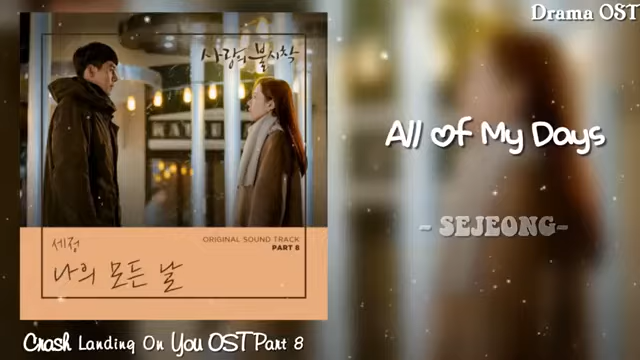 Drama OST
사랑의 불시착
All of My Days
- SEJEONG-
세정
ORIGINAL SOUND TRACK
PART 8
나의 모든 날
Crash Landing On You OST Part 8